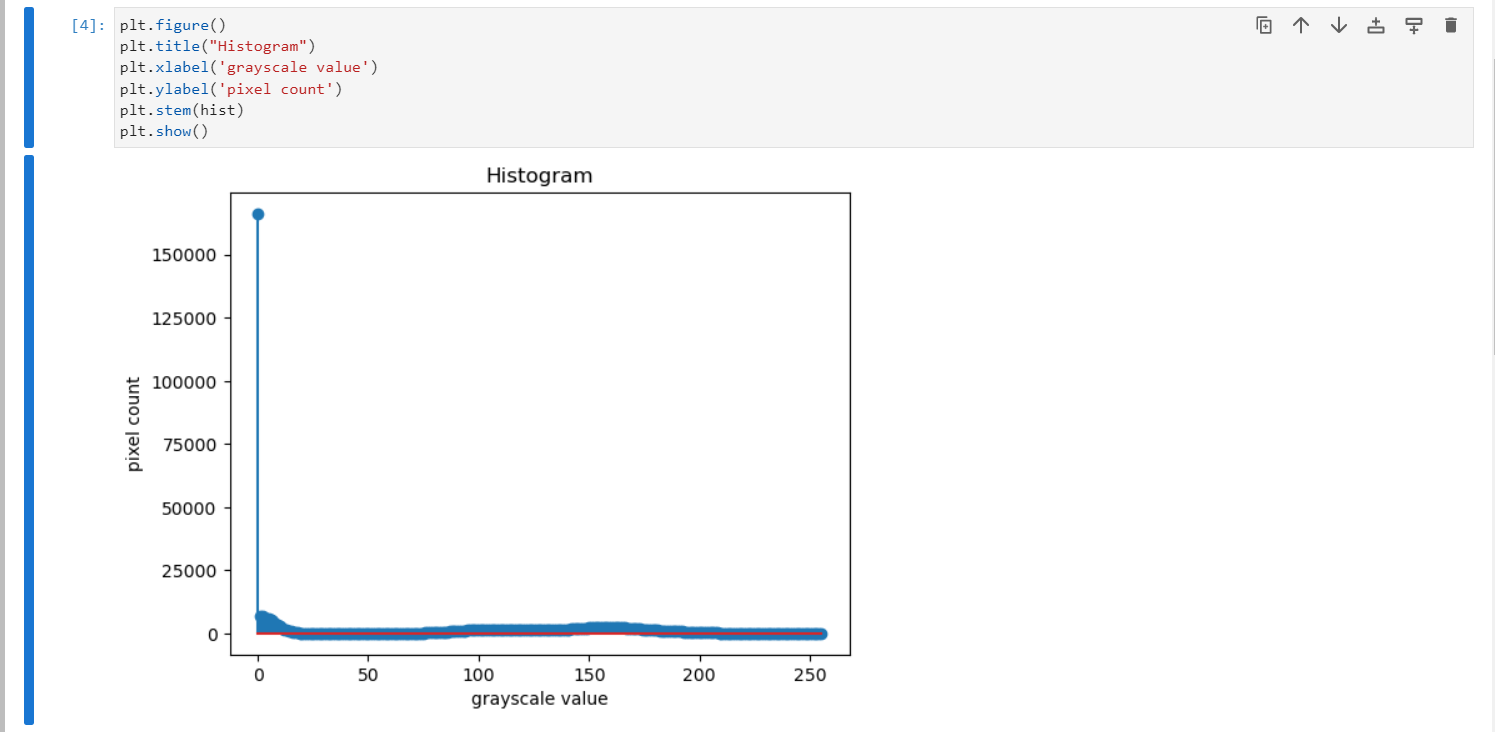 [4]: plt.figure()
plt.title("Histogram")
plt.xlabel('grayscale value')
plt.ylabel('pixel count')
plt.stem(hist)
plt.show()
Histogram
150000
125000
100000
75000
50000
25000
0
pixel count
0 50 100 150 200 250
grayscale value